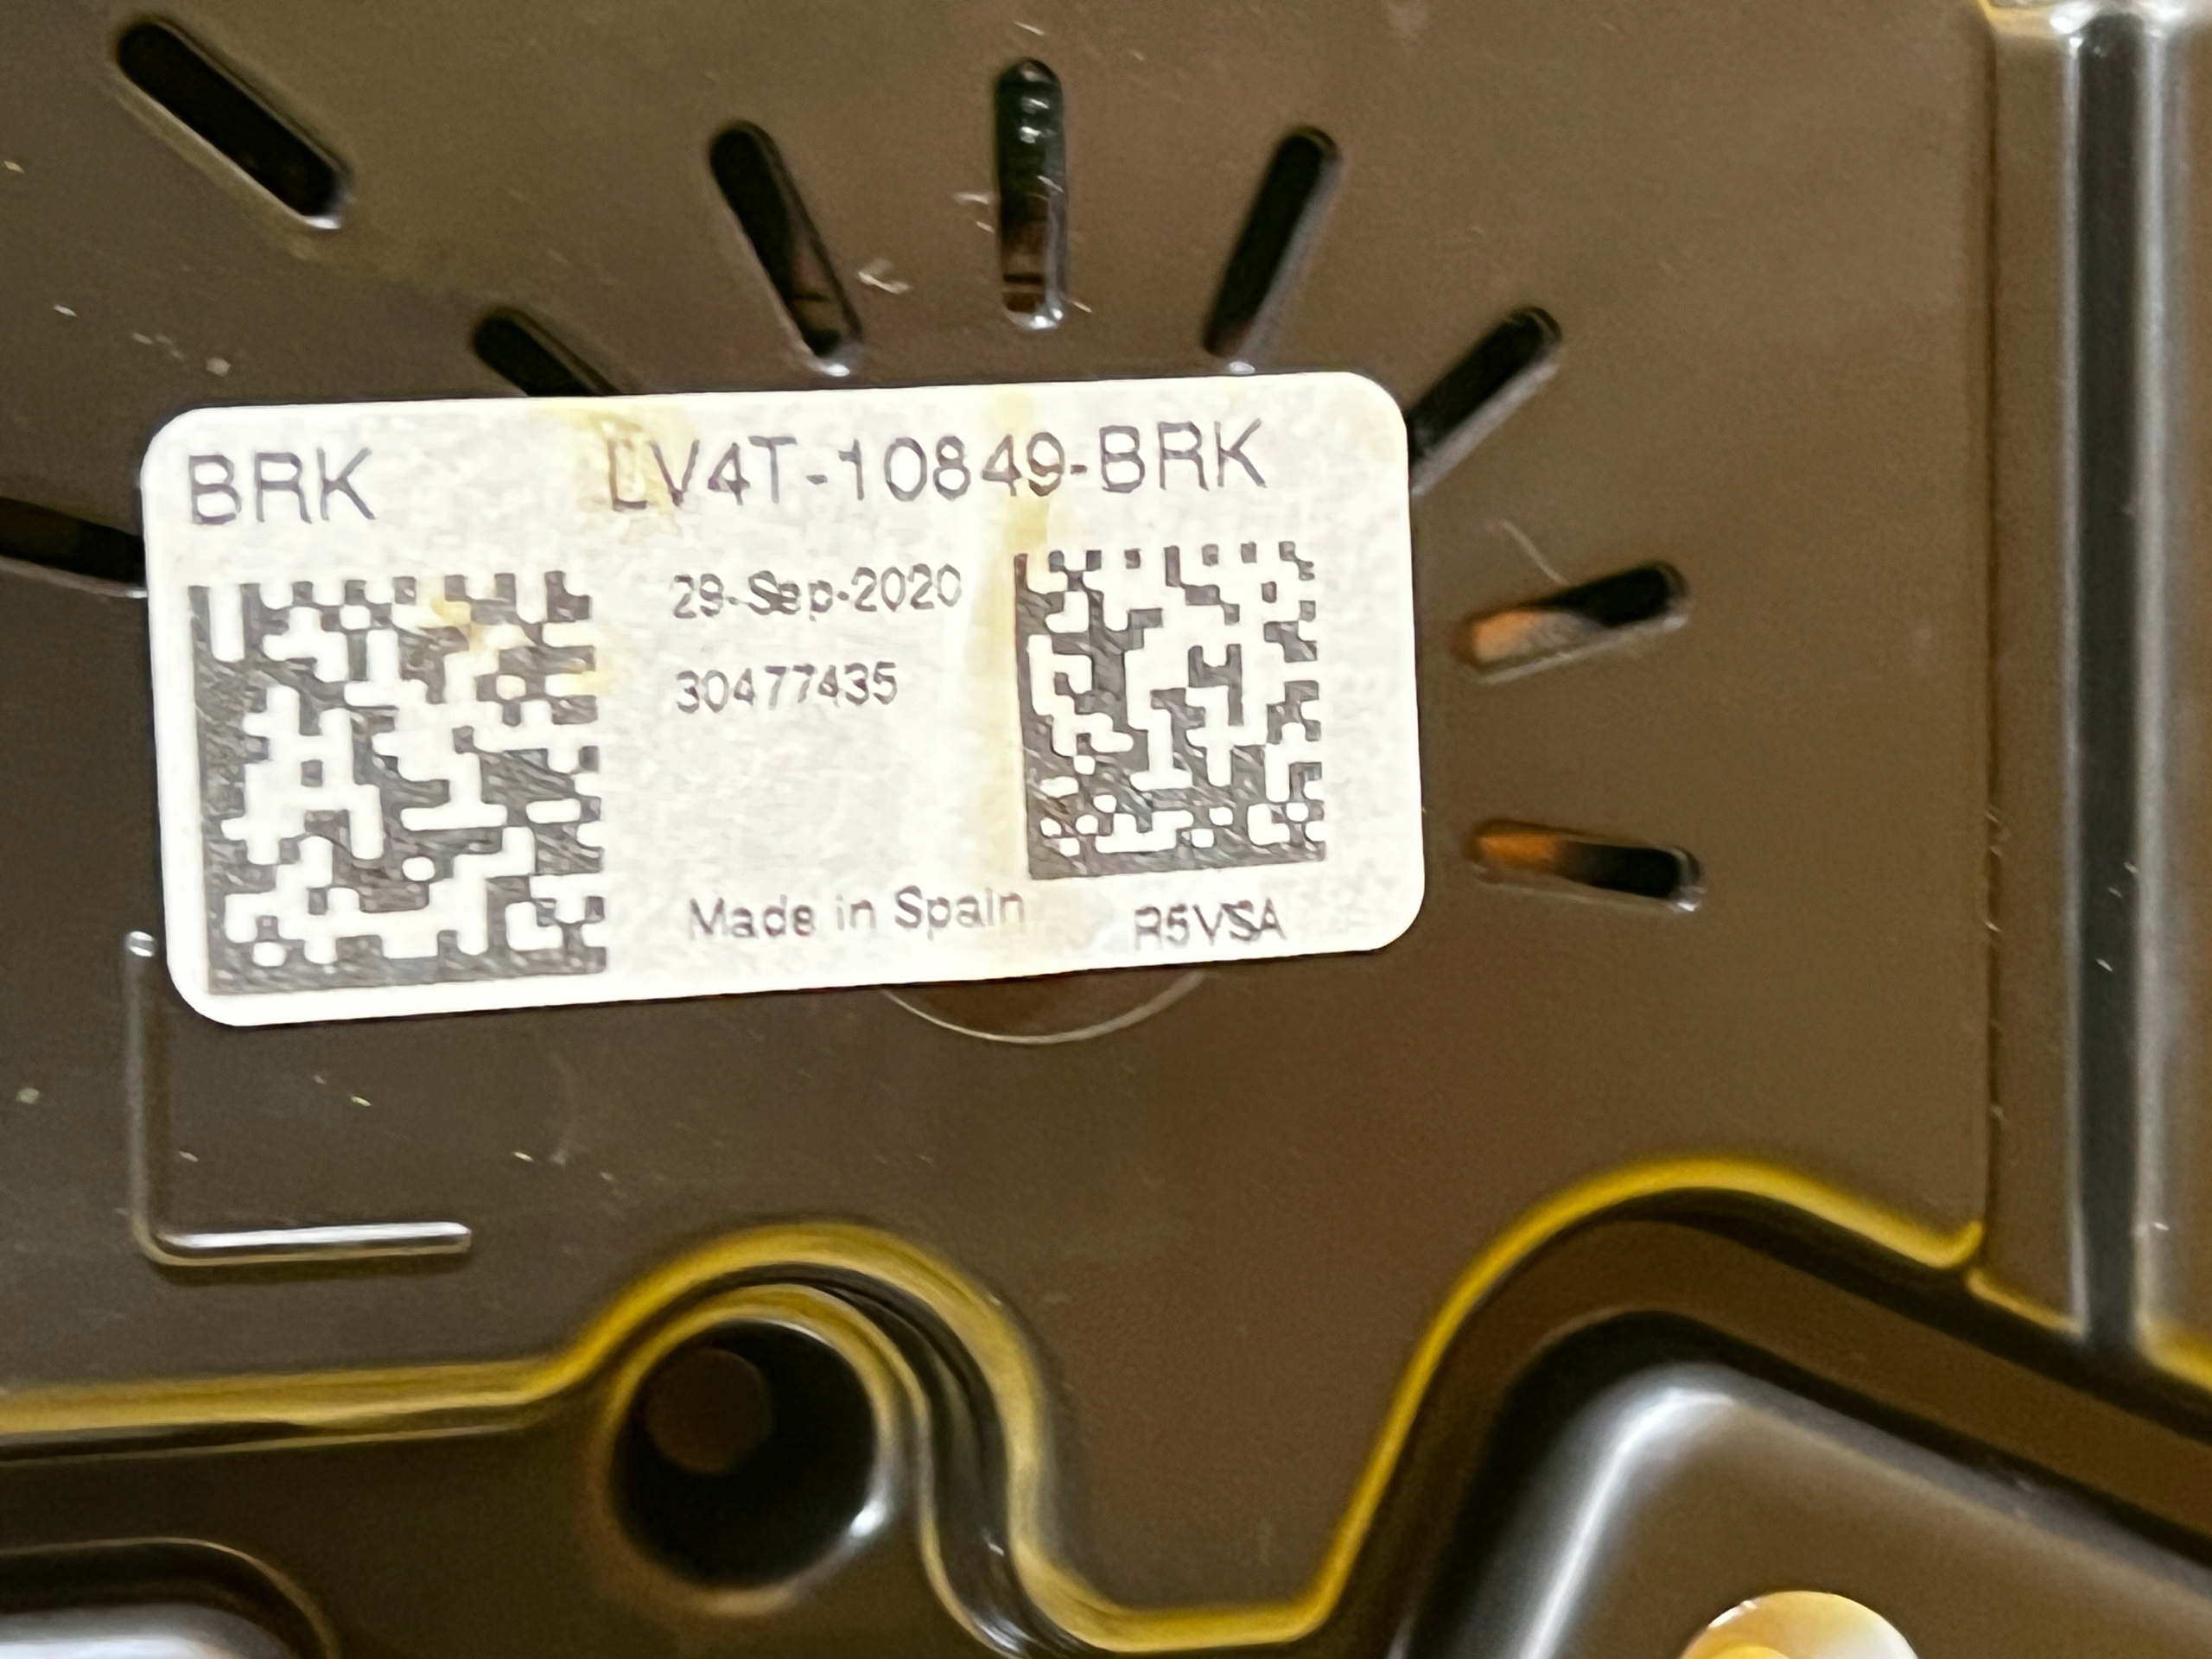 BRK LV4T-10849-BRK
29-Sep-2020
30477435
Made in Spain
R5VSA